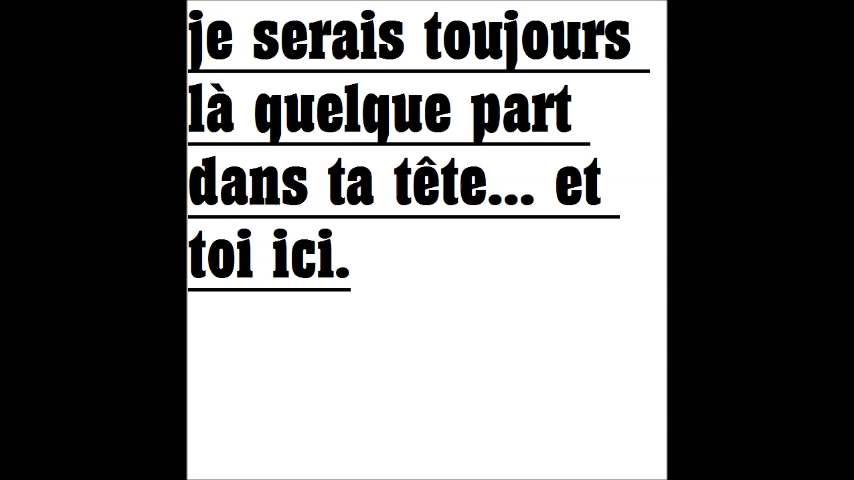 je serais toujours
là quelque part
dans ta tête... et
toi ici.